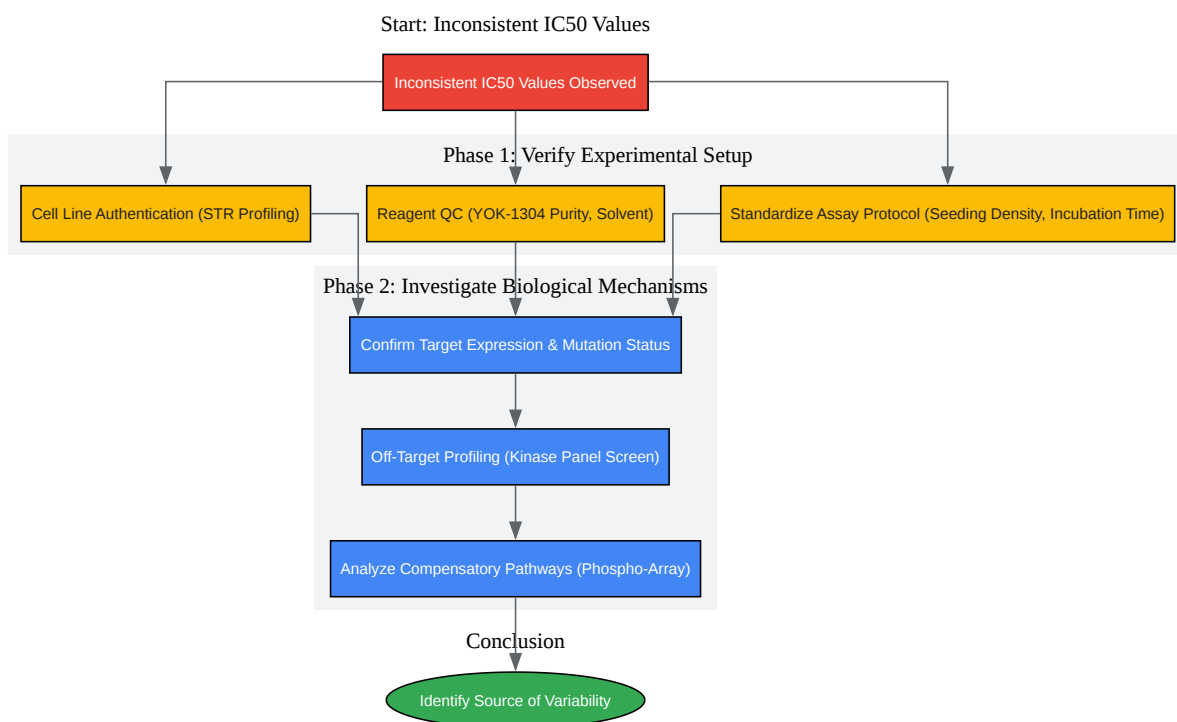 Start: Inconsistent IC50 Values
Inconsistent IC50 Values Observed
Phase 1: Verify Experimental Setup
Cell Line Authentication (STR Profiling)
Reagent QC (YOK-1304 Purity, Solvent)
Standardize Assay Protocol (Seeding Density, Incubation Time)
Phase 2: Investigate Biological Mechanisms
Confirm Target Expression & Mutation Status
Off-Target Profiling (Kinase Panel Screen)
Analyze Compensatory Pathways (Phospho-Array)
Conclusion
Identify Source of Variability